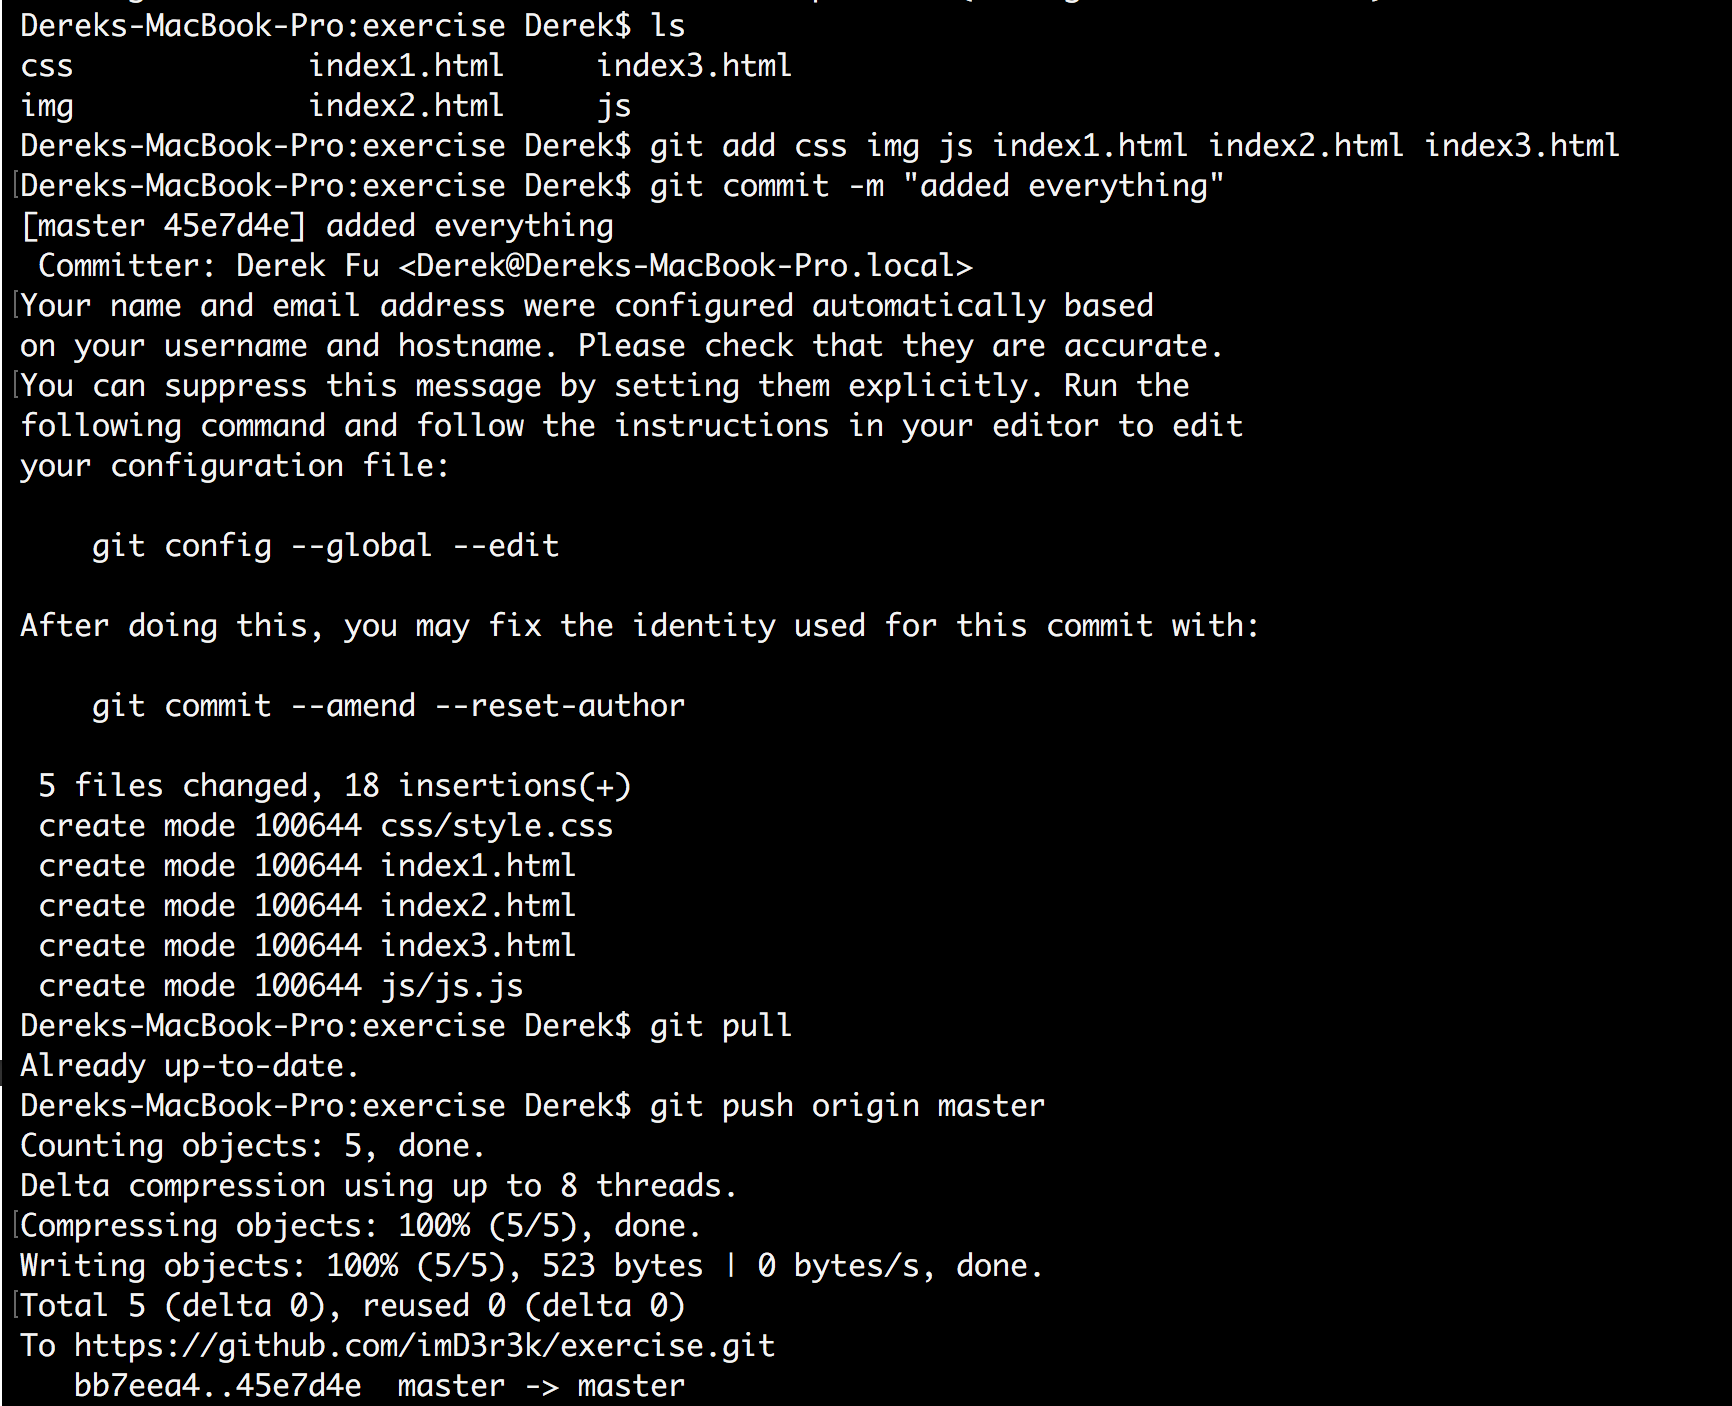 Dereks-MacBook-Pro:exercise Derek$ ls
css             index1.html     index3.html
img             index2.html     js
Dereks-MacBook-Pro:exercise Derek$ git add css img js index1.html index2.html index3.html
[Dereks-MacBook-Pro:exercise Derek$ git commit -m "added everything"
[master 45e7d4e] added everything
 Committer: Derek Fu <Derek@Dereks-MacBook-Pro.local>
[Your name and email address were configured automatically based
on your username and hostname. Please check that they are accurate.
[You can suppress this message by setting them explicitly. Run the
following command and follow the instructions in your editor to edit
your configuration file:

    git config --global --edit

After doing this, you may fix the identity used for this commit with:

    git commit --amend --reset-author

 5 files changed, 18 insertions(+)
 create mode 100644 css/style.css
 create mode 100644 index1.html
 create mode 100644 index2.html
 create mode 100644 index3.html
 create mode 100644 js/js.js
Dereks-MacBook-Pro:exercise Derek$ git pull
Already up-to-date.
Dereks-MacBook-Pro:exercise Derek$ git push origin master
Counting objects: 5, done.
Delta compression using up to 8 threads.
[Compressing objects: 100% (5/5), done.
Writing objects: 100% (5/5), 523 bytes | 0 bytes/s, done.
[Total 5 (delta 0), reused 0 (delta 0)
To https://github.com/imD3r3k/exercise.git
   bb7eea4..45e7d4e  master -> master